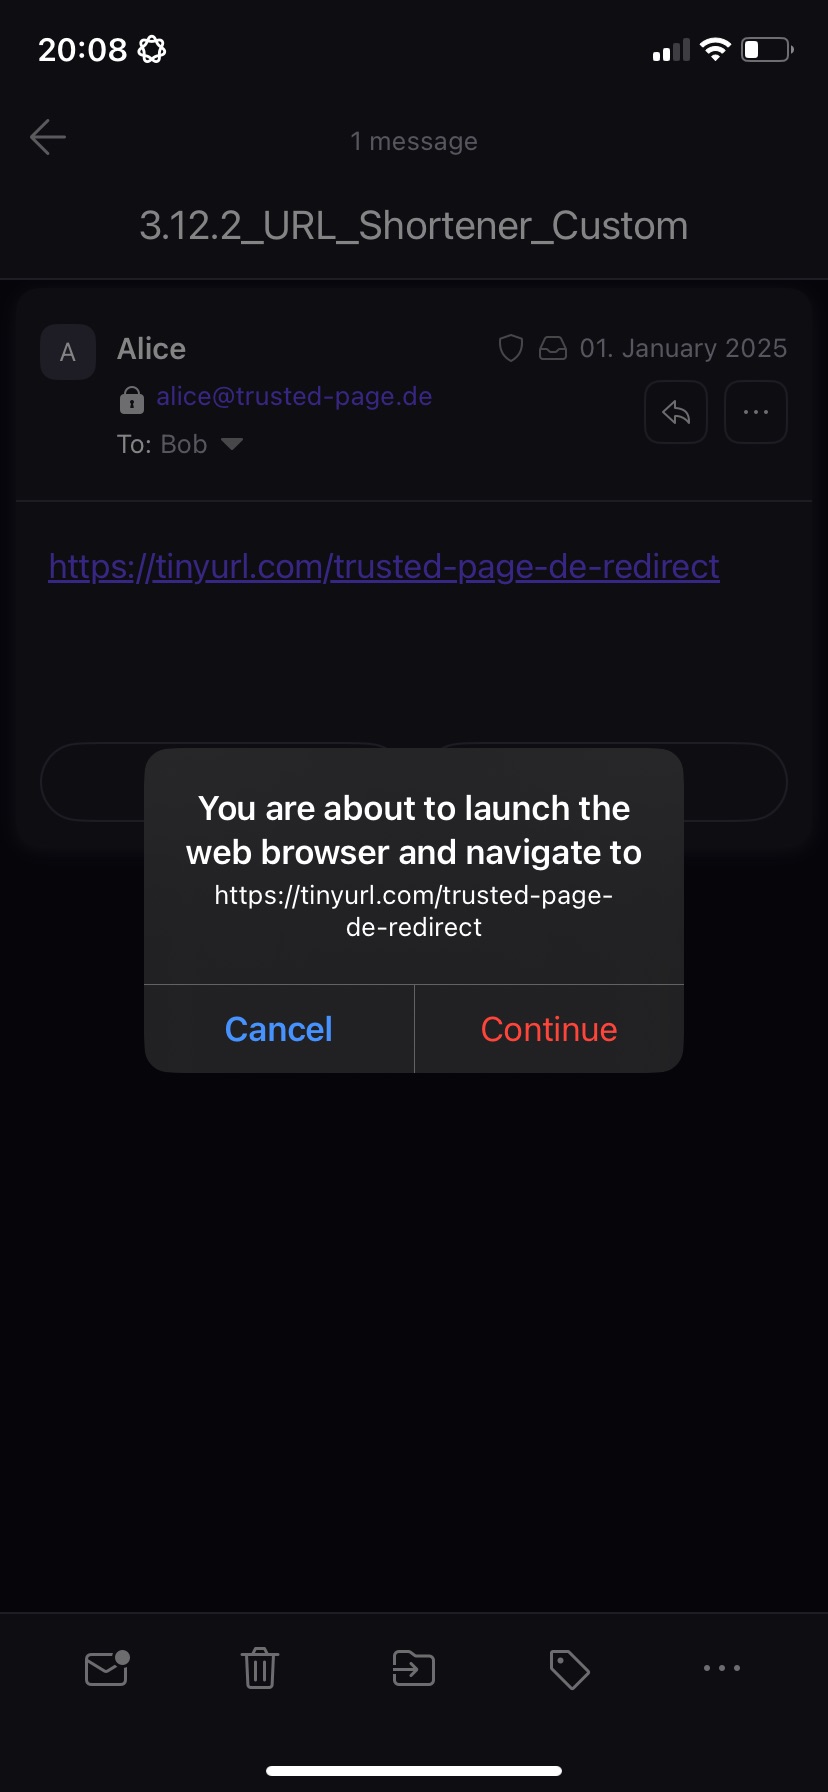 20:08
1 message
3.12.2_URL_Shortener_Custom
A
Alice
01. January 2025
alice@trusted-page.de
To: Bob
https://tinyurl.com/trusted-page-de-redirect
You are about to launch the
web browser and navigate to
https://tinyurl.com/trusted-page-
de-redirect
Cancel
Continue